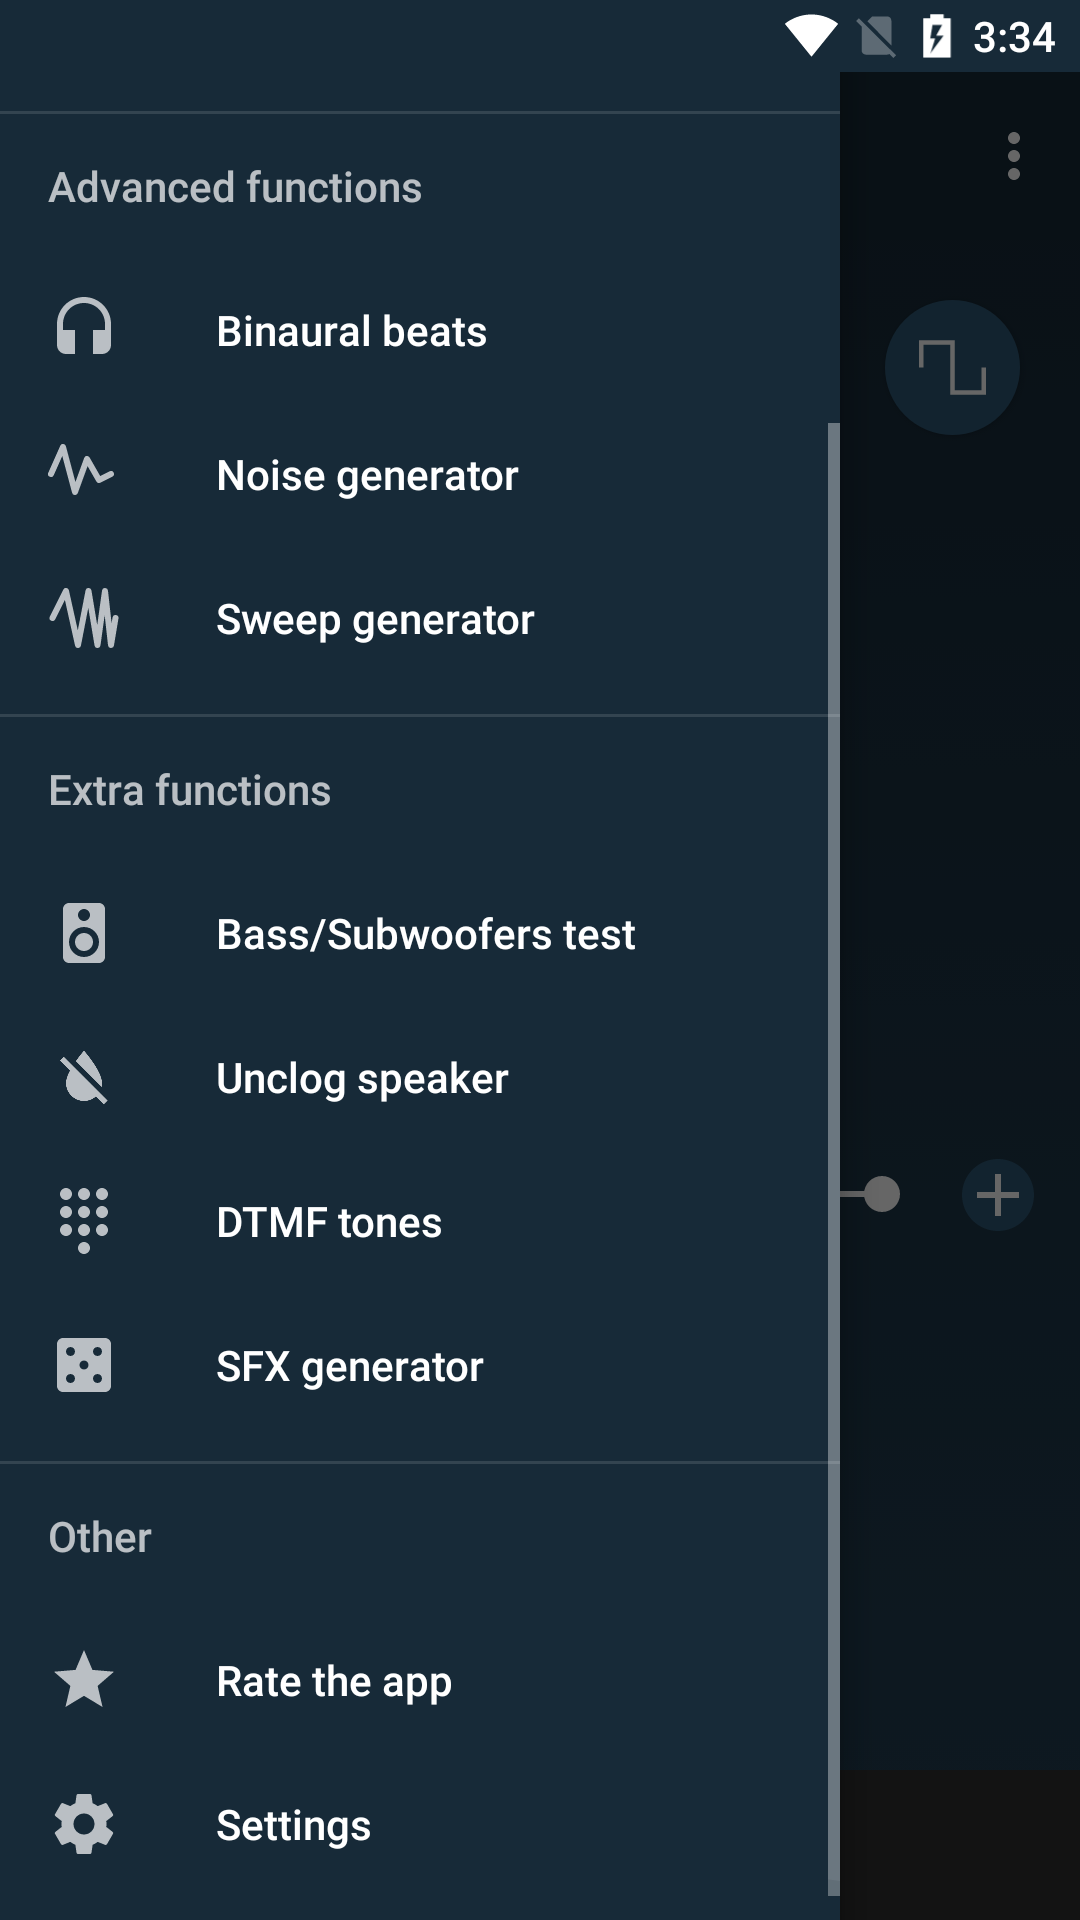 3:34
Advanced functions
Binaural beats
Noise generator
Sweep generator
Extra functions
Bass/Subwoofers test
Unclog speaker
DTMF tones
SFX generator
Other
Rate the app
Settings